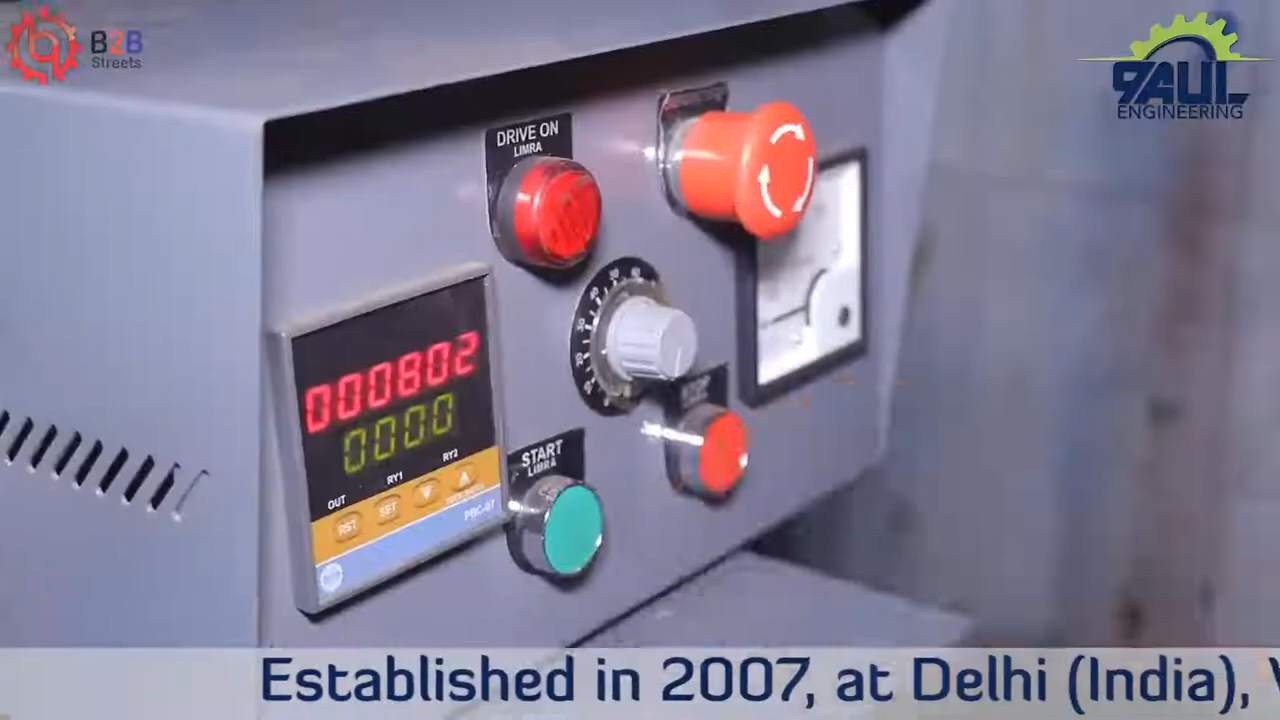 B2B
Streets
PAUL
ENGINEERING
DRIVE ON
LIMRA
000802
0000
OUT RY1 RY2
RST SET
START
LIMRA
Established in 2007, at Delhi (India),